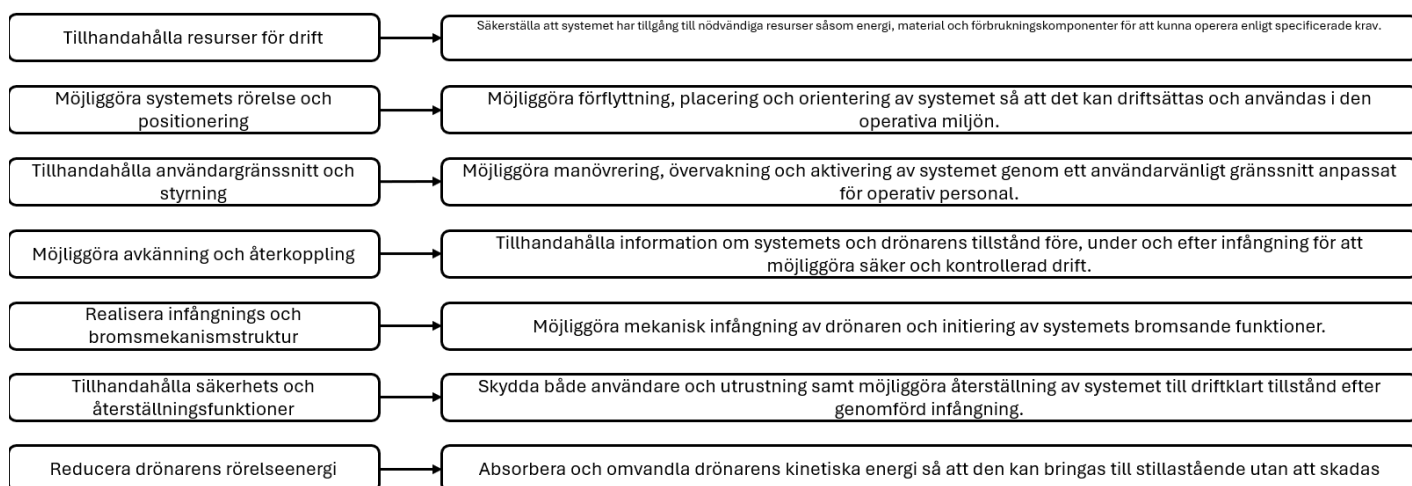 Tillhandahålla resurser för drift
Säkerställa att systemet har tillgång till nödvändiga resurser såsom energi, material och förbrukningskomponenter för att kunna operera enligt specificerade krav.
Möjliggöra systemets rörelse och
positionering
Möjliggöra förflyttning, placering och orientering av systemet så att det kan driftsättas och användas i den
operativa miljön.
Tillhandahålla användargränssnitt och
styrning
Möjliggöra manövrering, övervakning och aktivering av systemet genom ett användarvänligt gränssnitt anpassat
för operativ personal.
Möjliggöra avkänning och återkoppling
Tillhandahålla information om systemets och drönarens tillstånd före, under och efter infångning för att
möjliggöra säker och kontrollerad drift.
Realisera infångnings och
bromsmekanismstruktur
Möjliggöra mekanisk infångning av drönaren och initiering av systemets bromsande funktioner.
Tillhandahålla säkerhets och
återställningsfunktioner
Skydda både användare och utrustning samt möjliggöra återställning av systemet till driftklart tillstånd efter
genomförd infångning.
Reducera drönarens rörelseenergi
Absorbera och omvandla drönarens kinetiska energi så att den kan bringas till stillastående utan att skadas